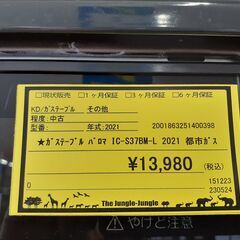 □現状販売 □1ヶ月保証 □3ヶ月保証 □6ヶ月保証
KD/ガステーブル その他 2001863251400398
程度:中古
型番: 年式:2021
★ガステーブル パロマ IC-S37BM-L 2021 都市ガス
¥13,980(税込)
151223
230524
The Jungle-Jungle
やけど注意